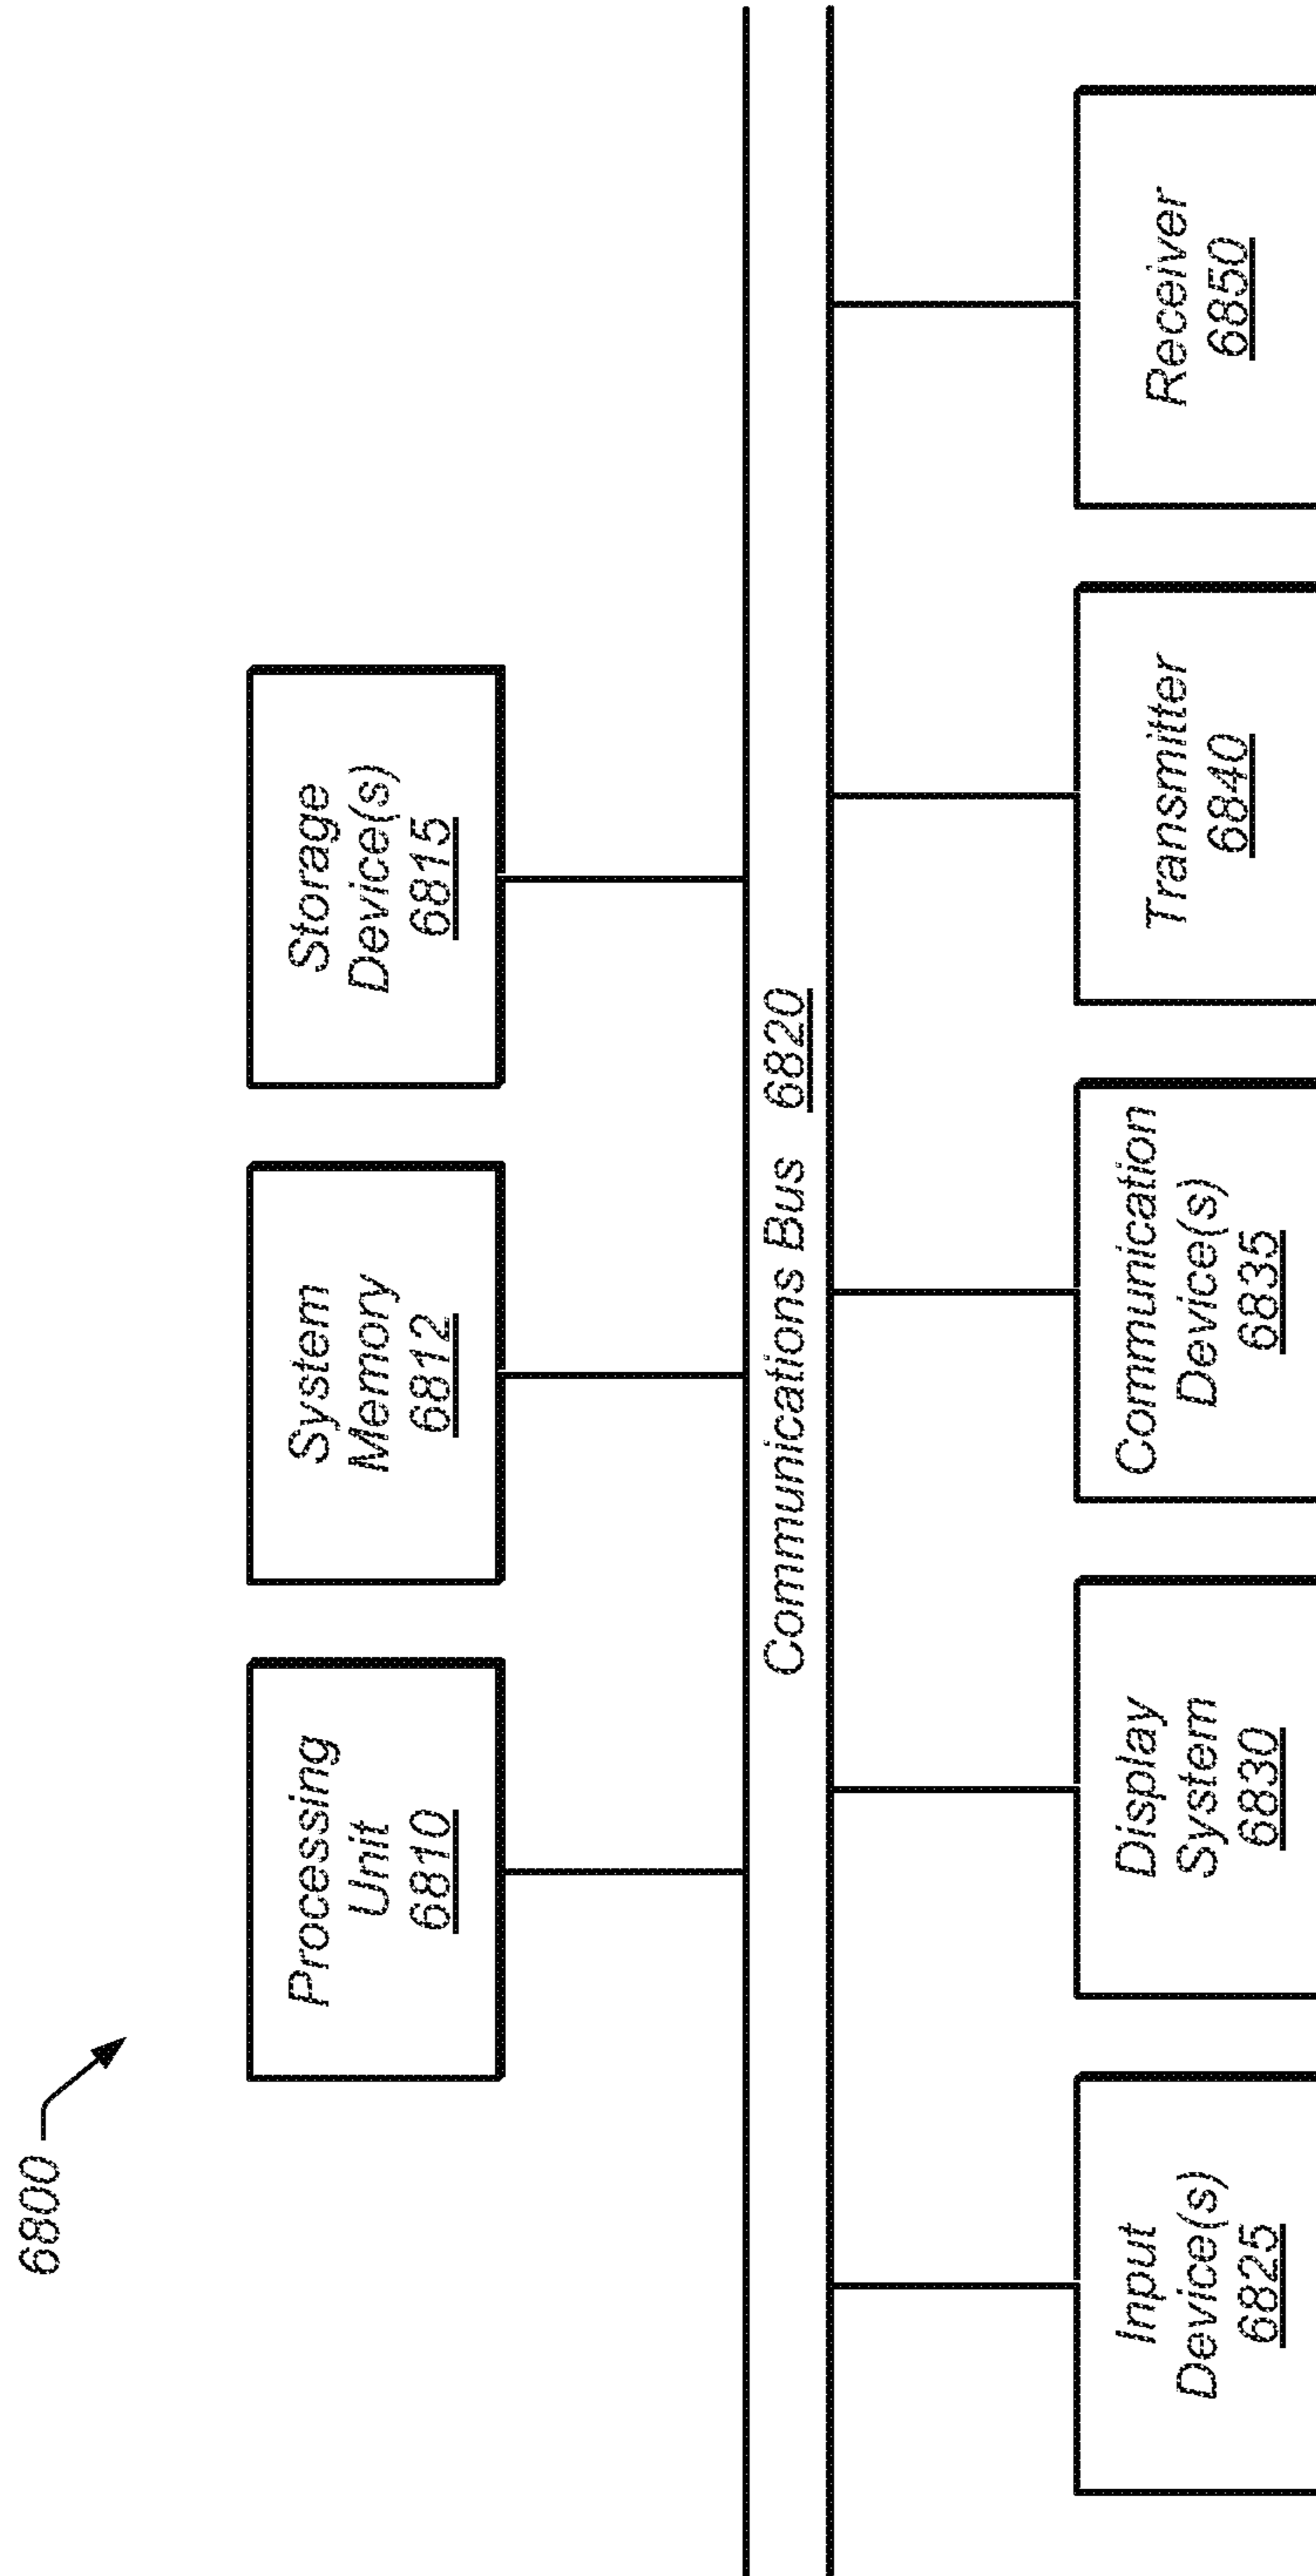 6800
Processing
Unit
6810
System
Memory
6812
Storage
Device(s)
6815
Communications Bus 6820
Input
Device(s)
6825
Display
System
6830
Communication
Device(s)
6835
Transmitter
6840
Receiver
6850